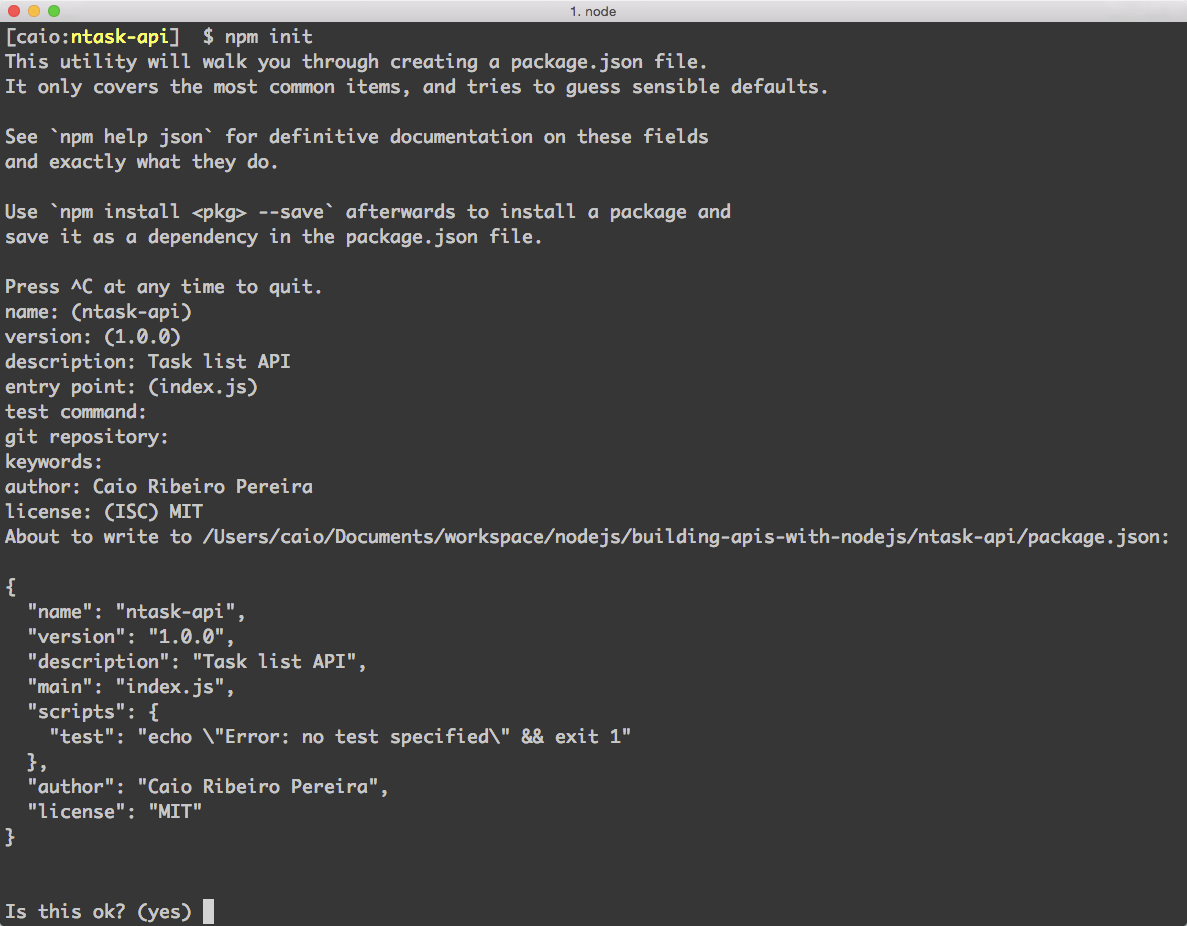 1. node
[caio:ntask-api]  $ npm init
This utility will walk you through creating a package.json file.
It only covers the most common items, and tries to guess sensible defaults.

See `npm help json` for definitive documentation on these fields
and exactly what they do.

Use `npm install <pkg> --save` afterwards to install a package and
save it as a dependency in the package.json file.

Press ^C at any time to quit.
name: (ntask-api)
version: (1.0.0)
description: Task list API
entry point: (index.js)
test command:
git repository:
keywords:
author: Caio Ribeiro Pereira
license: (ISC) MIT
About to write to /Users/caio/Documents/workspace/nodejs/building-apis-with-nodejs/ntask-api/package.json:

{
  "name": "ntask-api",
  "version": "1.0.0",
  "description": "Task list API",
  "main": "index.js",
  "scripts": {
    "test": "echo \"Error: no test specified\" && exit 1"
  },
  "author": "Caio Ribeiro Pereira",
  "license": "MIT"
}

Is this ok? (yes)